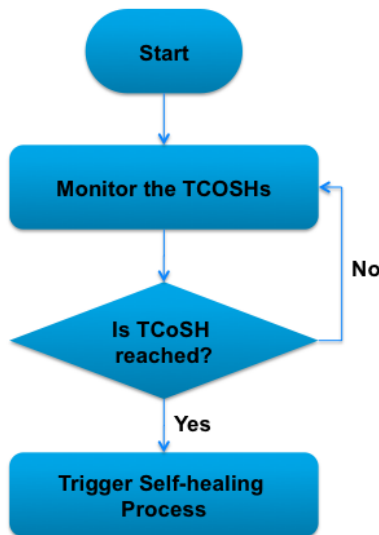 Start
Monitor the TCOSHs
No
Is TCoSH
reached?
Yes
Trigger Self-healing
Process